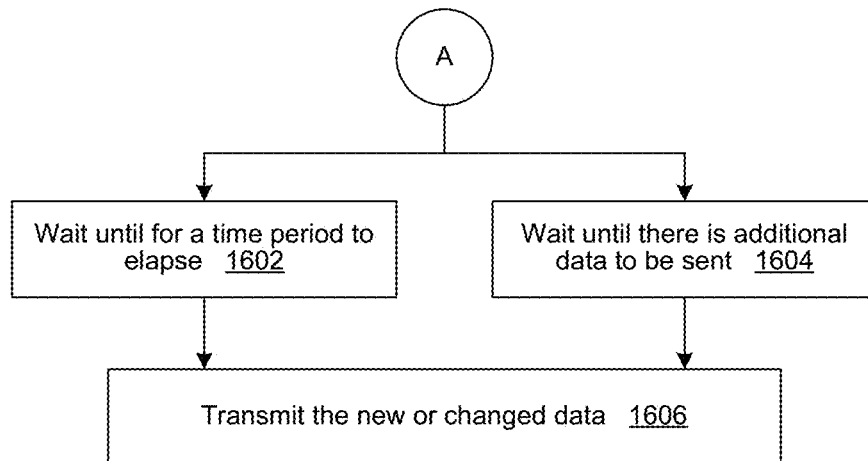 A
Wait until for a time period to
elapse 1602
Wait until there is additional
data to be sent 1604
Transmit the new or changed data 1606